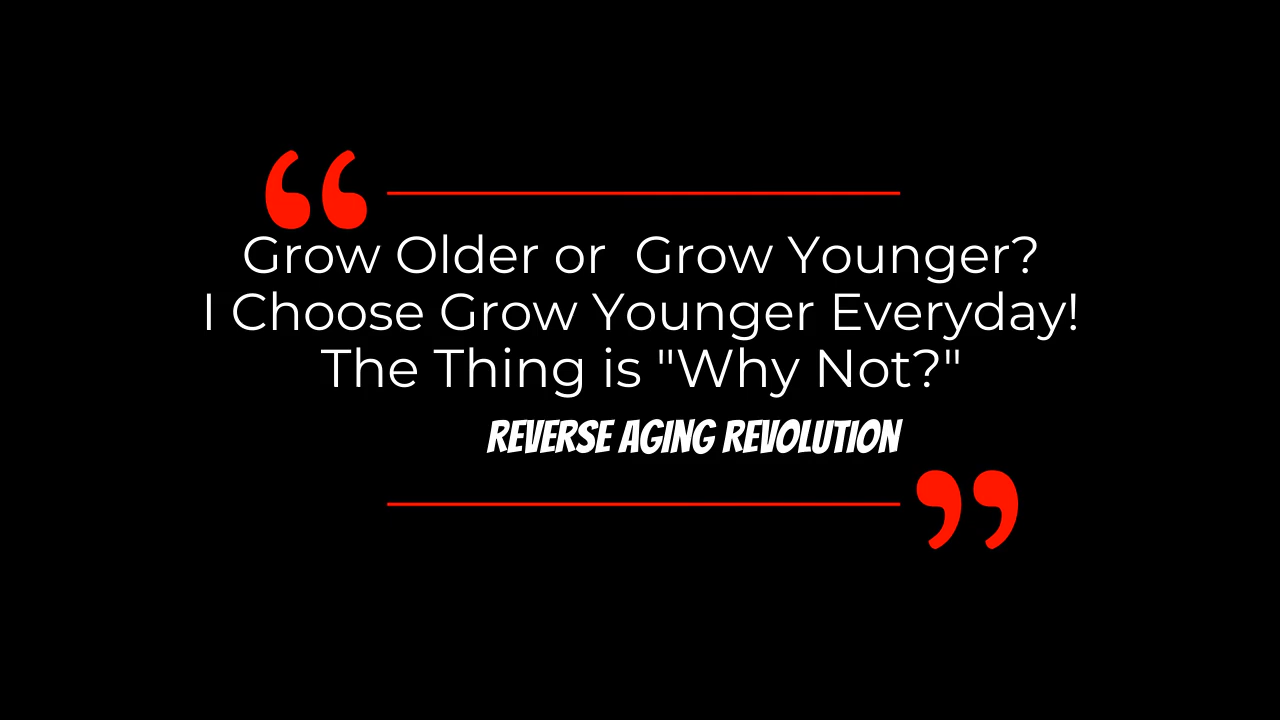 Grow Older or  Grow Younger?
I Choose Grow Younger Everyday!
The Thing is "Why Not?"
REVERSE AGING REVOLUTION